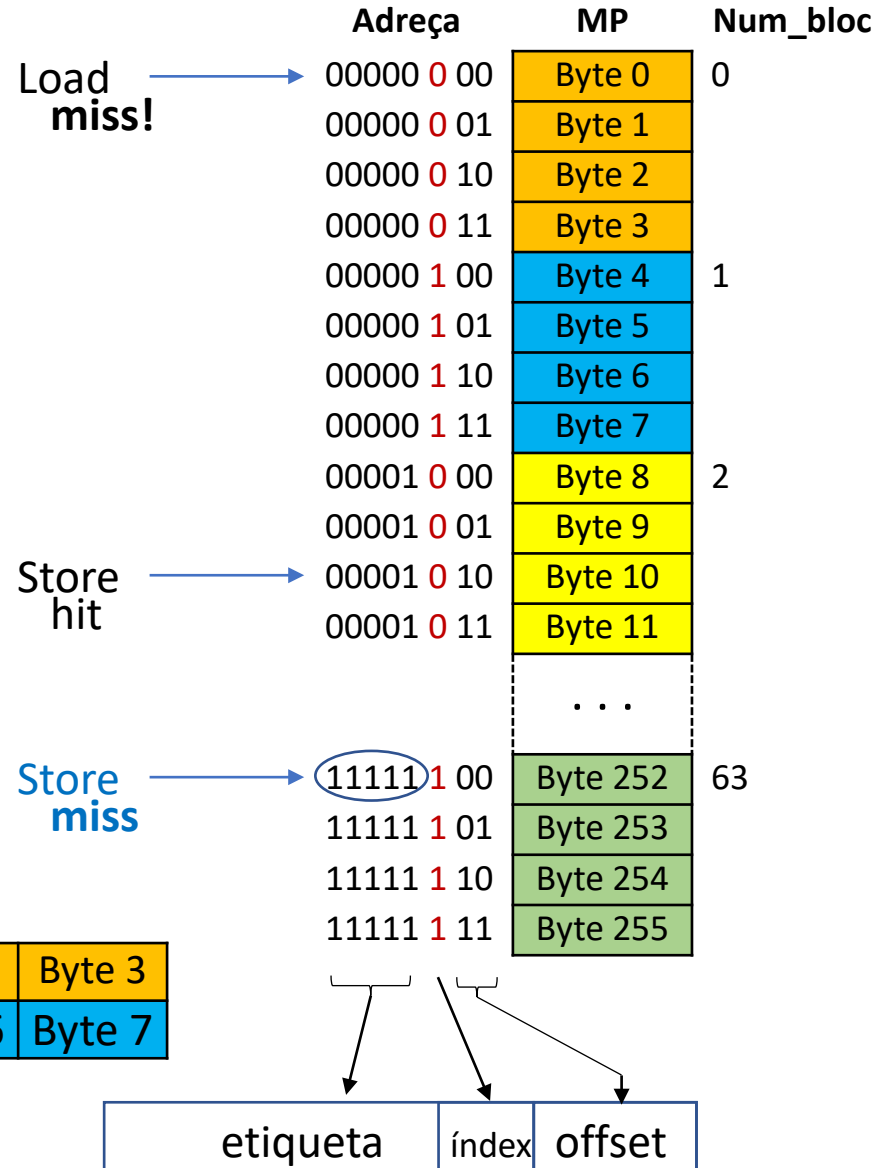 Adreça MP Num_bloc
Load 00000 0 00 Byte 0 0
miss! 00000 0 01 Byte 1
00000 0 10 Byte 2
00000 0 11 Byte 3
00000 1 00 Byte 4 1
00000 1 01 Byte 5
00000 1 10 Byte 6
00000 1 11 Byte 7
00001 0 00 Byte 8 2
00001 0 01 Byte 9
Store 00001 0 10 Byte 10
hit 00001 0 11 Byte 11
. . .
Store 11111 1 00 Byte 252 63
miss 11111 1 01 Byte 253
11111 1 10 Byte 254
11111 1 11 Byte 255
Byte 3
Byte 7
etiqueta índex offset